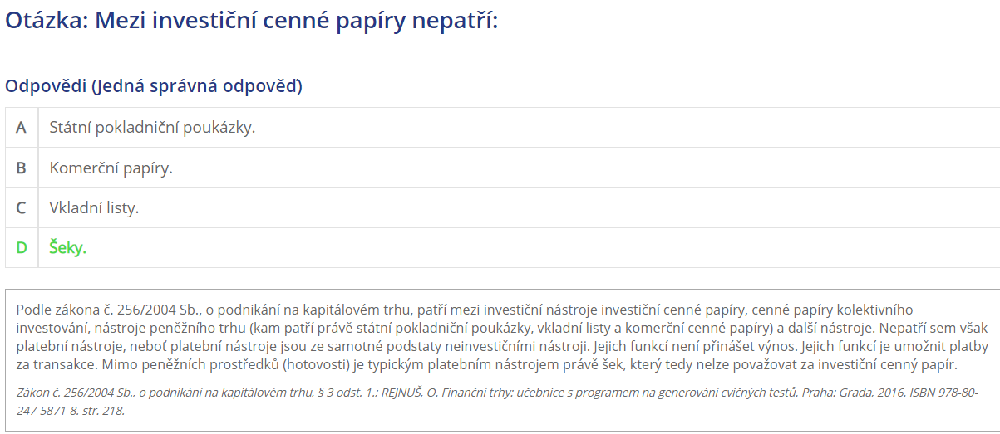 Otázka: Mezi investiční cenné papíry nepatří:
Odpovědi (Jedná správná odpověď)
A Státní pokladniční poukázky.
B Komerční papíry.
C Vkladní listy.
D Šeky.
Podle zákona č. 256/2004 Sb., o podnikání na kapitálovém trhu, patří mezi investiční nástroje investiční cenné papíry, cenné papíry kolektivního
investování, nástroje peněžního trhu (kam patří právě státní pokladniční poukázky, vkladní listy a komerční cenné papíry) a další nástroje. Nepatří sem však
platební nástroje, neboť platební nástroje jsou ze samotné podstaty neinvestičními nástroji. Jejich funkcí není přinášet výnos. Jejich funkcí je umožnit platby
za transakce. Mimo peněžních prostředků (hotovosti) je typickým platebním nástrojem právě šek, který tedy nelze považovat za investiční cenný papír.
Zákon č. 256/2004 Sb., o podnikání na kapitálovém trhu, § 3 odst. 1.; REJNUŠ, O. Finanční trhy: učebnice s programem na generování cvičných testů. Praha: Grada, 2016. ISBN 978-80-
247-5871-8. str. 218.